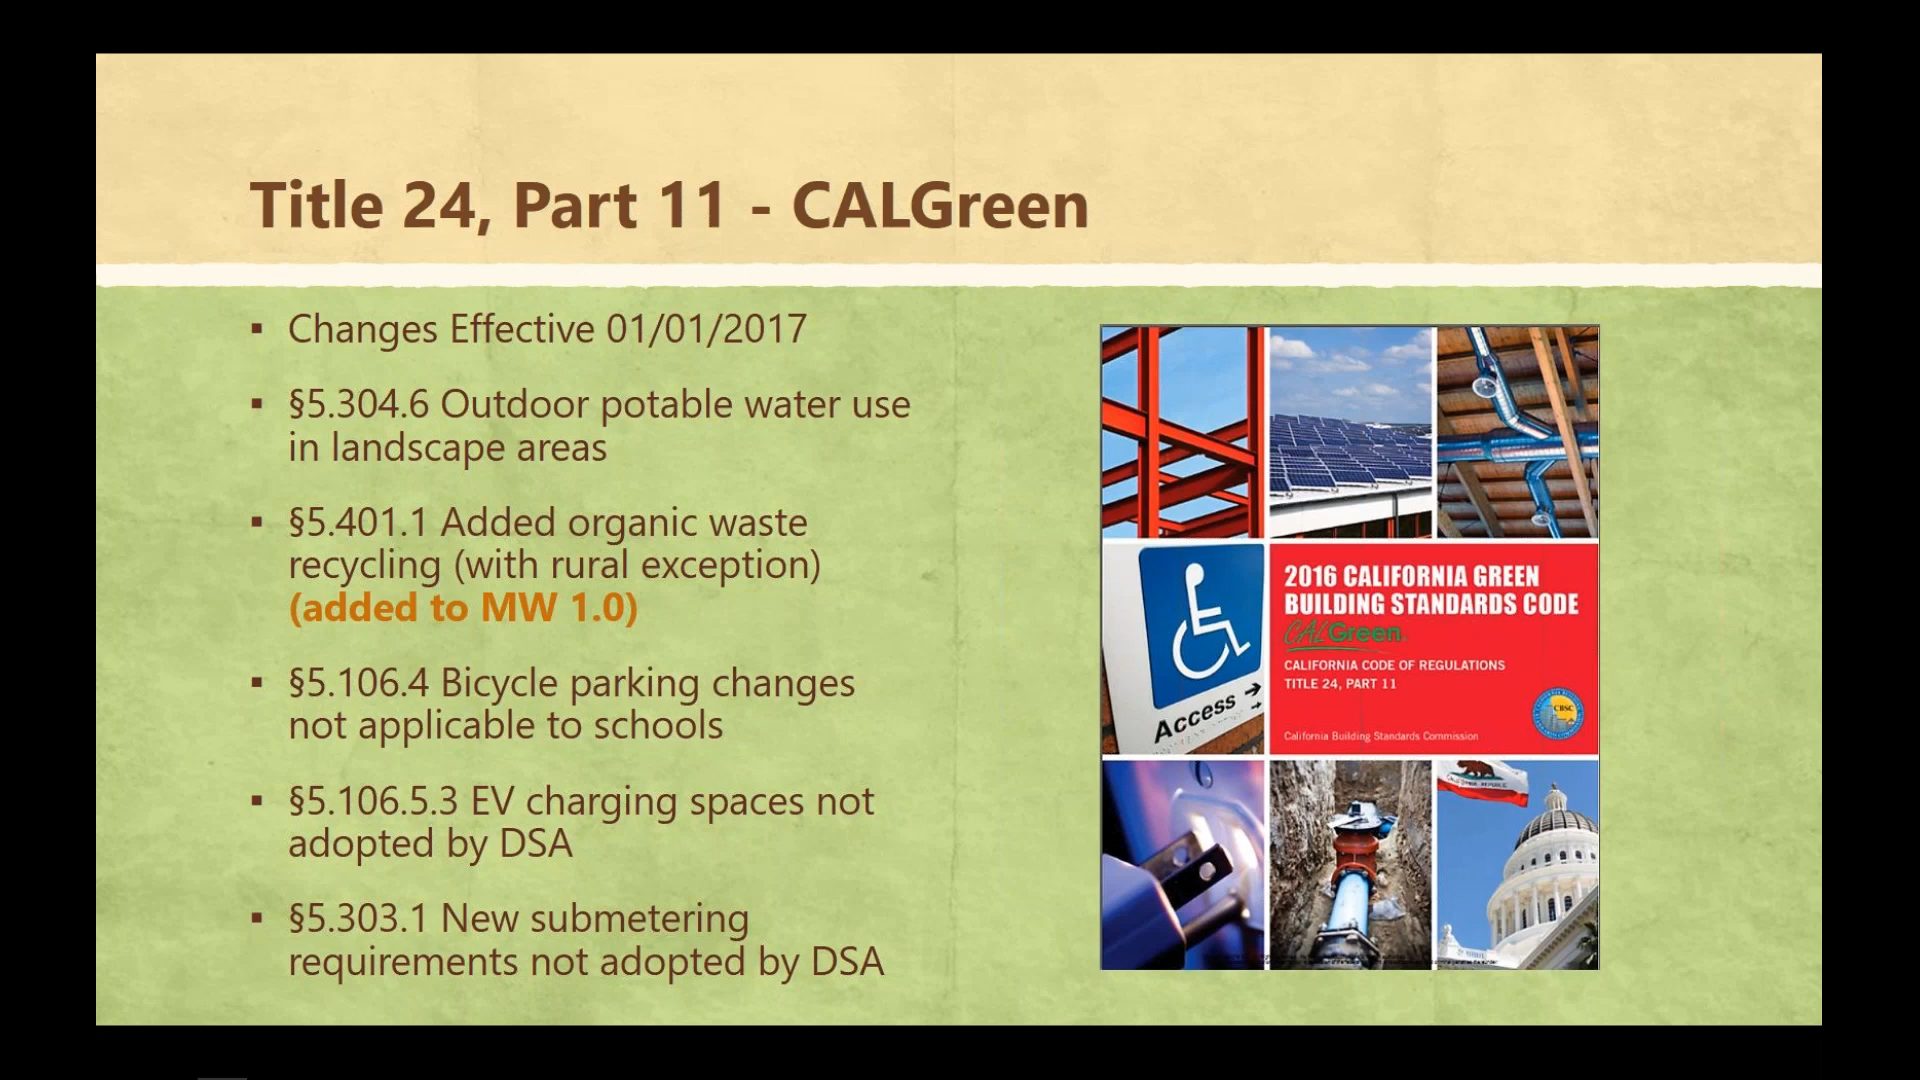 Title 24, Part 11 - CALGreen
▪ Changes Effective 01/01/2017
▪ §5.304.6 Outdoor potable water use
in landscape areas
▪ §5.401.1 Added organic waste
recycling (with rural exception)
(added to MW 1.0)
▪ §5.106.4 Bicycle parking changes
not applicable to schools
▪ §5.106.5.3 EV charging spaces not
adopted by DSA
▪ §5.303.1 New submetering
requirements not adopted by DSA
Access
2016 CALIFORNIA GREEN
BUILDING STANDARDS CODE
CALGreen
CALIFORNIA CODE OF REGULATIONS
TITLE 24, PART 11
CBSC
California Building Standards Commission
CALIFORNIA REPUBLIC